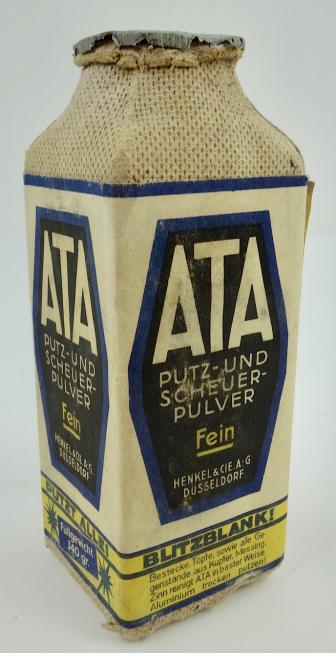 ATA
PUTZ- UND
SCHEUER-
PULVER
Fein
HENKEL & CIE A.G.
DÜSSELDORF
PUTZT ALLES!
Füllgewicht
340 gr.
ATA
PUTZ- UND
SCHEUER-
PULVER
Fein
HENKEL & CIE A-G
DÜSSELDORF
BLITZBLANK!
Bestecke, Töpfe, sowie alle Ge
genstände aus Kupfer, Messing,
Zinn reinigt ATA in bester Weise.
Aluminium trocken putzen!